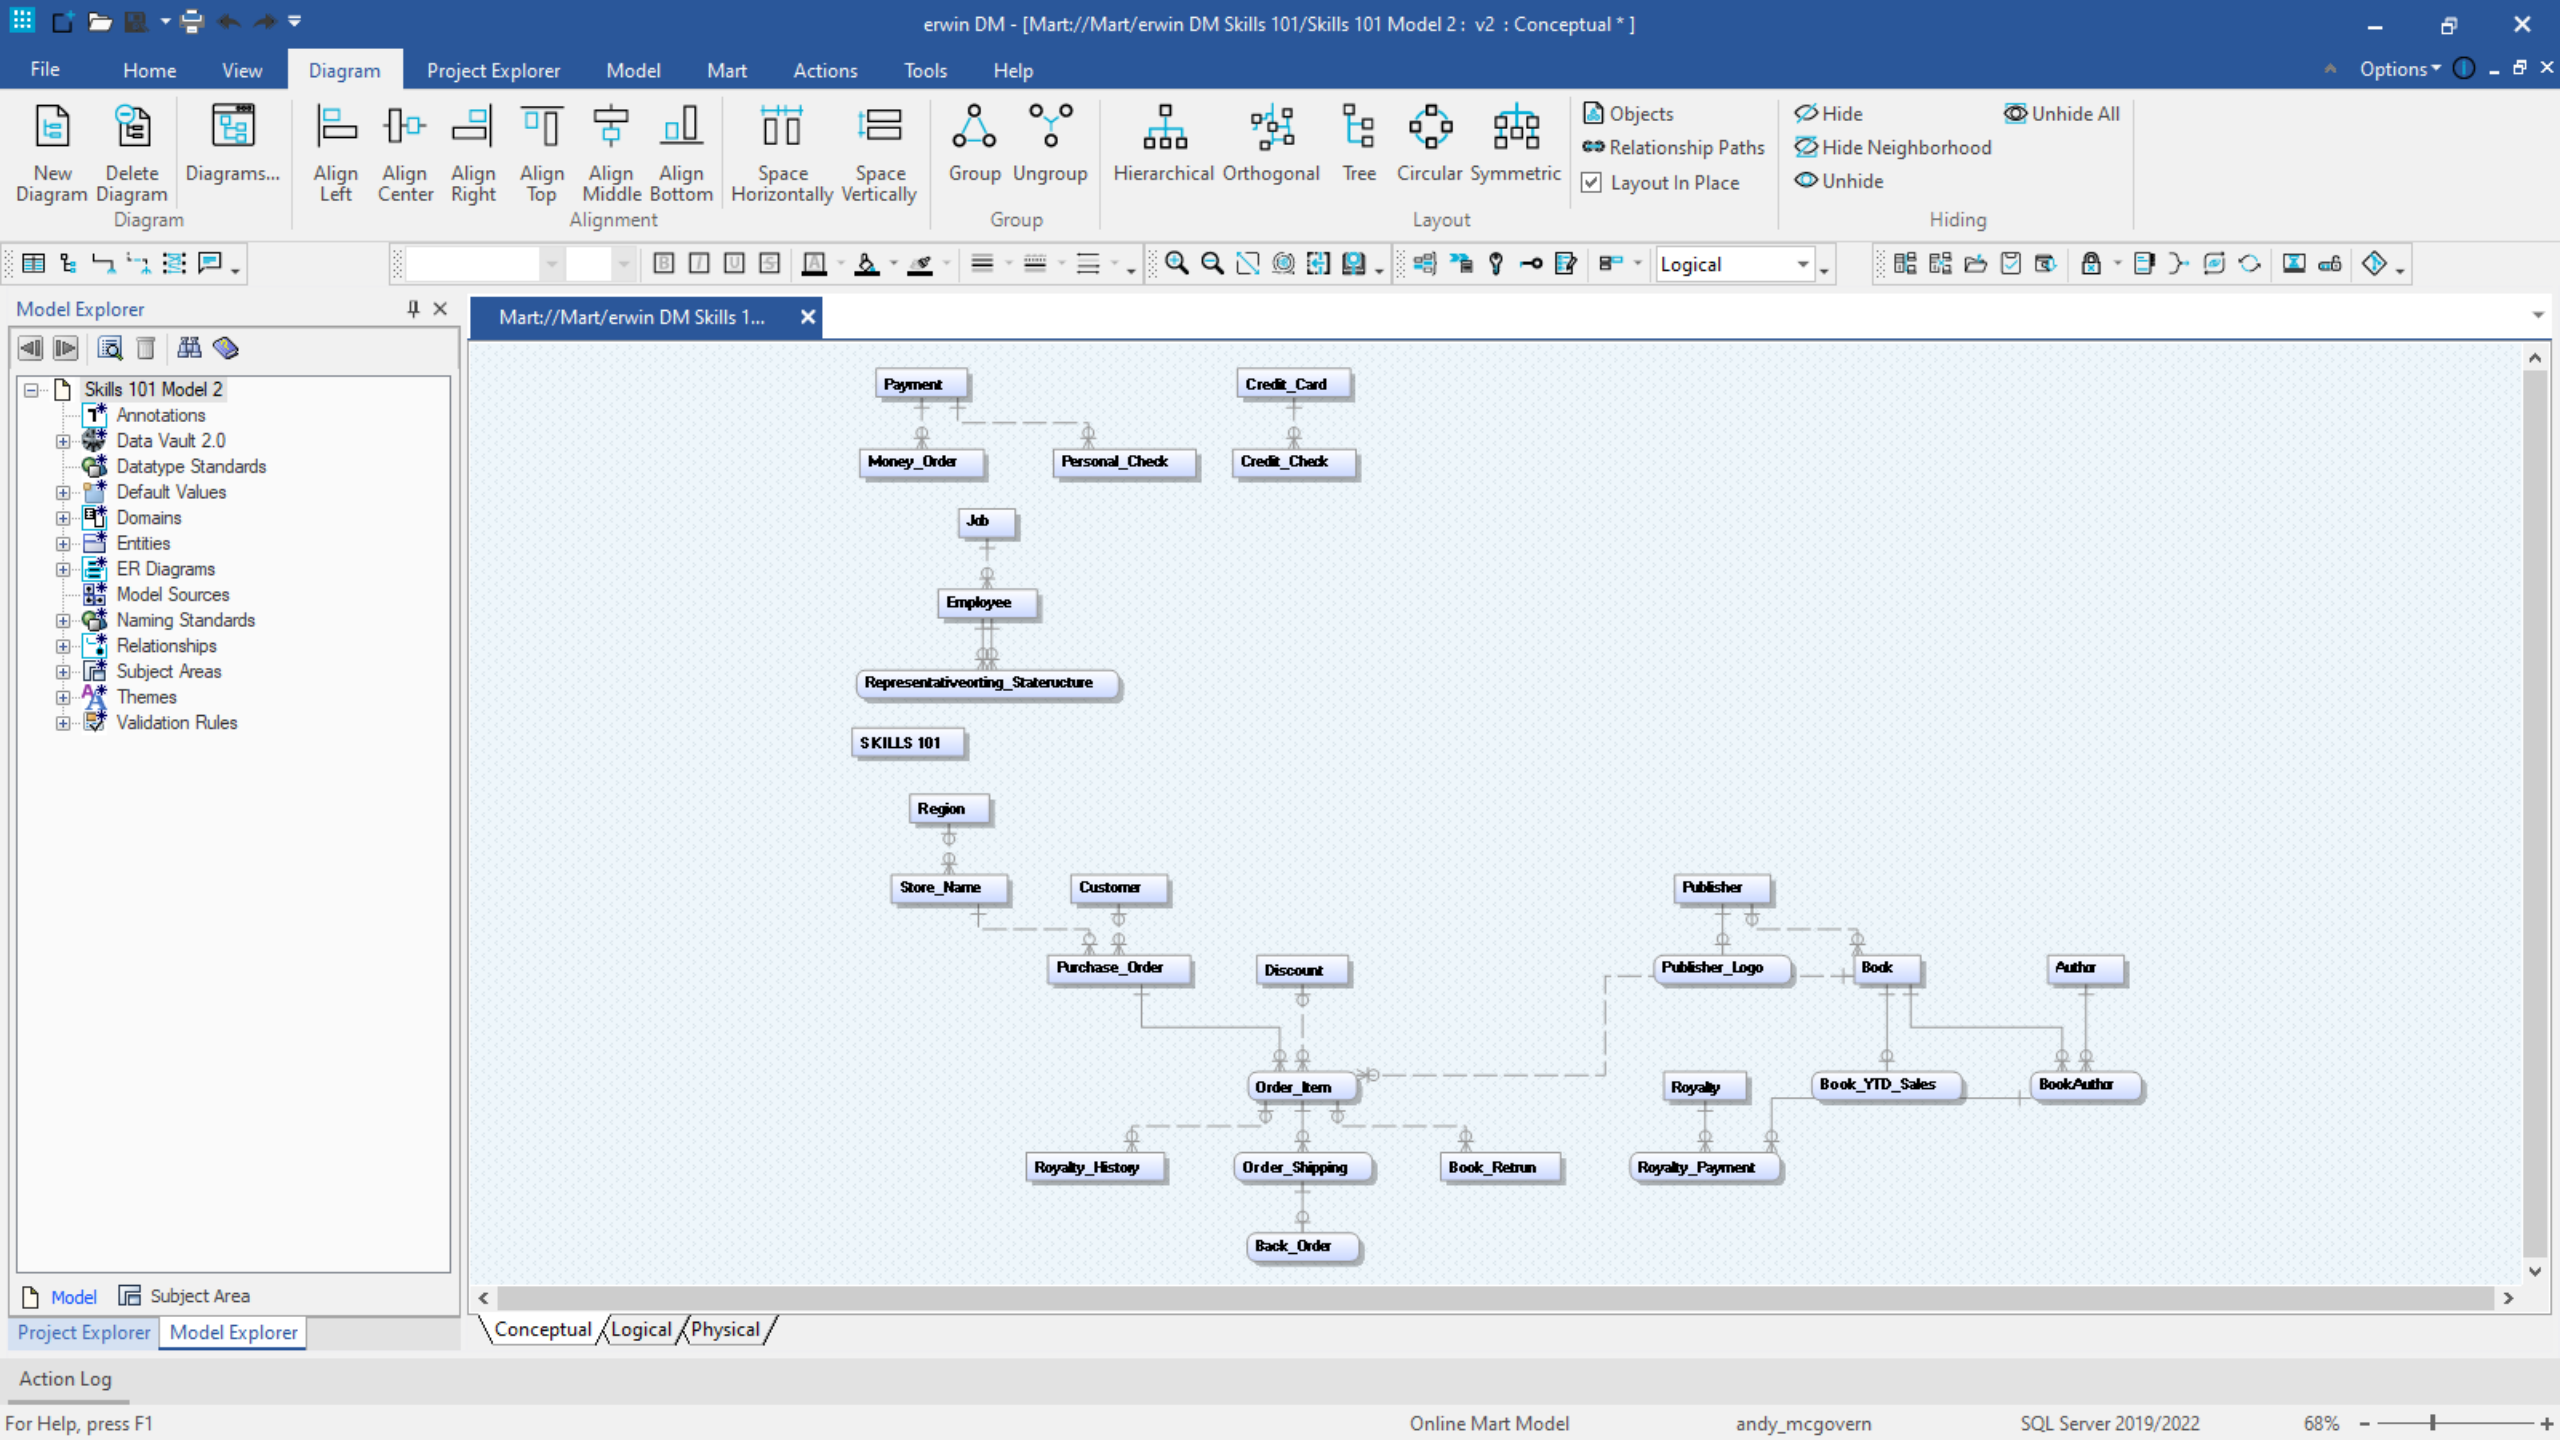 erwin DM - [Mart://Mart/erwin DM Skills 101/Skills 101 Model 2 : v2 : Conceptual * ]
File Home View Diagram Project Explorer Model Mart Actions Tools Help Options
New Diagram Delete Diagram Diagrams... Align Left Align Center Align Right Align Top Align Middle Align Bottom Space Horizontally Space Vertically Group Ungroup Hierarchical Orthogonal Tree Circular Symmetric
Objects Hide Unhide All
Relationship Paths Hide Neighborhood
Layout In Place Unhide
Diagram Alignment Group Layout Hiding
B I U S A Logical
Model Explorer
Mart://Mart/erwin DM Skills 1...
Skills 101 Model 2
Annotations
Data Vault 2.0
Datatype Standards
Default Values
Domains
Entities
ER Diagrams
Model Sources
Naming Standards
Relationships
Subject Areas
Themes
Validation Rules
Model Subject Area
Project Explorer Model Explorer
Payment Credit_Card
Money_Order Personal_Check Credit_Check
Job
Employee
Representativeorting_Stateructure
SKILLS 101
Region
Store_Name Customer Publisher
Purchase_Order Discount Publisher_Logo Book Author
Order_Item Royalty Book_YTD_Sales BookAuthor
Royalty_History Order_Shipping Book_Retrun Royalty_Payment
Back_Order
Conceptual Logical Physical
Action Log
For Help, press F1 Online Mart Model andy_mcgovern SQL Server 2019/2022 68%